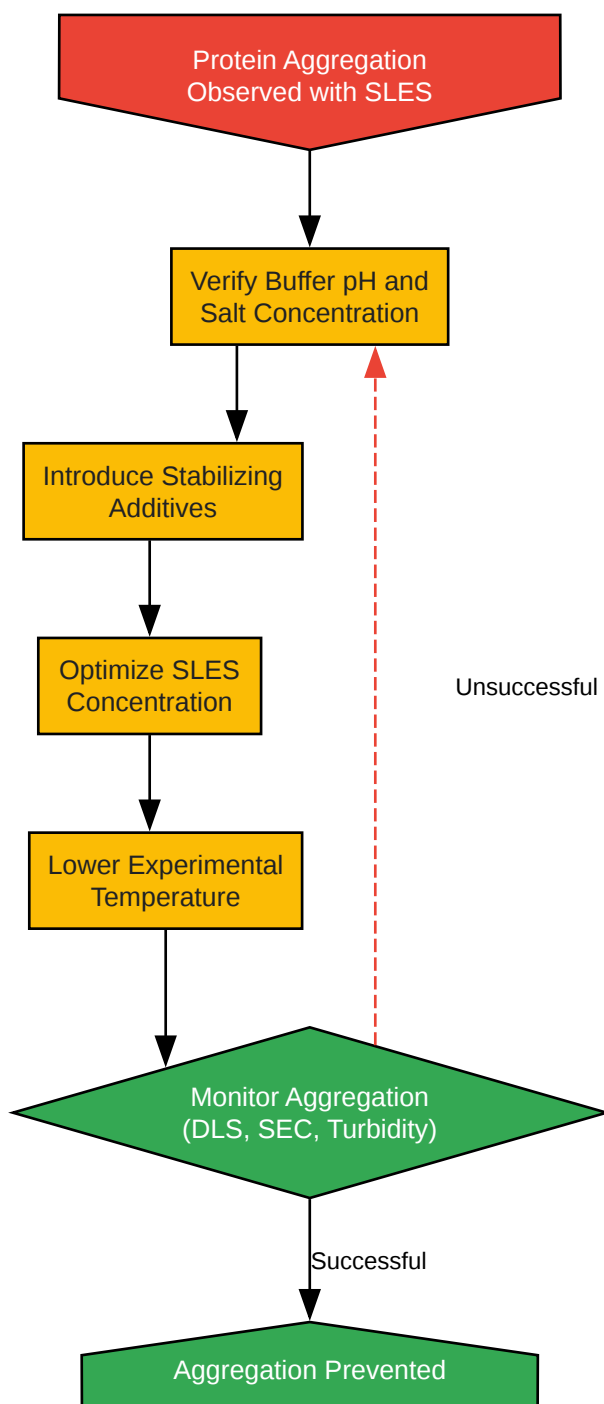 Protein Aggregation
Observed with SLES
Verify Buffer pH and
Salt Concentration
Introduce Stabilizing
Additives
Optimize SLES
Concentration
Unsuccessful
Lower Experimental
Temperature
Monitor Aggregation
(DLS, SEC, Turbidity)
Successful
Aggregation Prevented